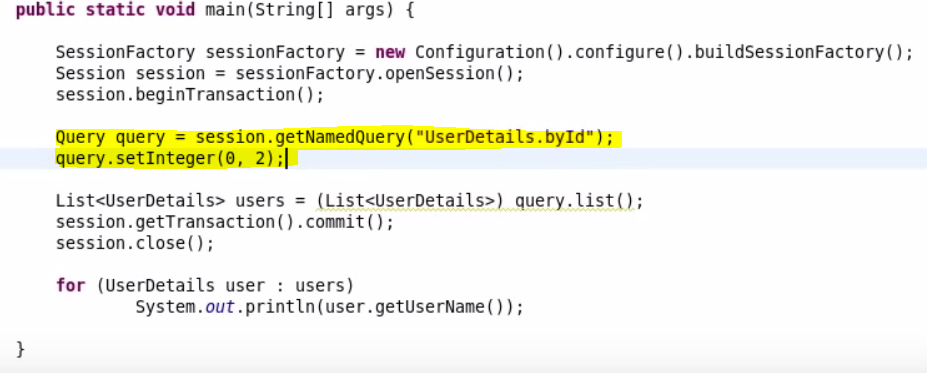 public static void main(String[] args) {
SessionFactory sessionFactory = new Configuration().configure().buildSessionFactory();
Session session = sessionFactory.openSession();
session.beginTransaction();
Query query = session.getNamedQuery("UserDetails.byId");
query.setInteger(0, 2);
List<UserDetails> users = (List<UserDetails>) query.list();
session.getTransaction().commit();
session.close();
for (UserDetails user : users)
System.out.println(user.getUserName());
}